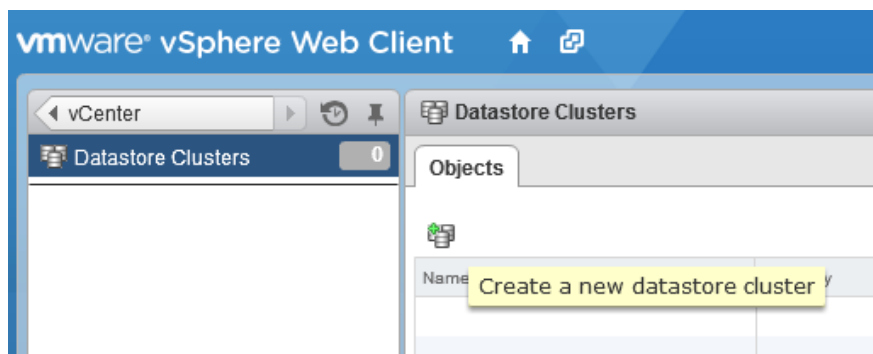 vmware® vSphere Web Client
vCenter
Datastore Clusters
Datastore Clusters 0
Objects
Name
Create a new datastore cluster
y